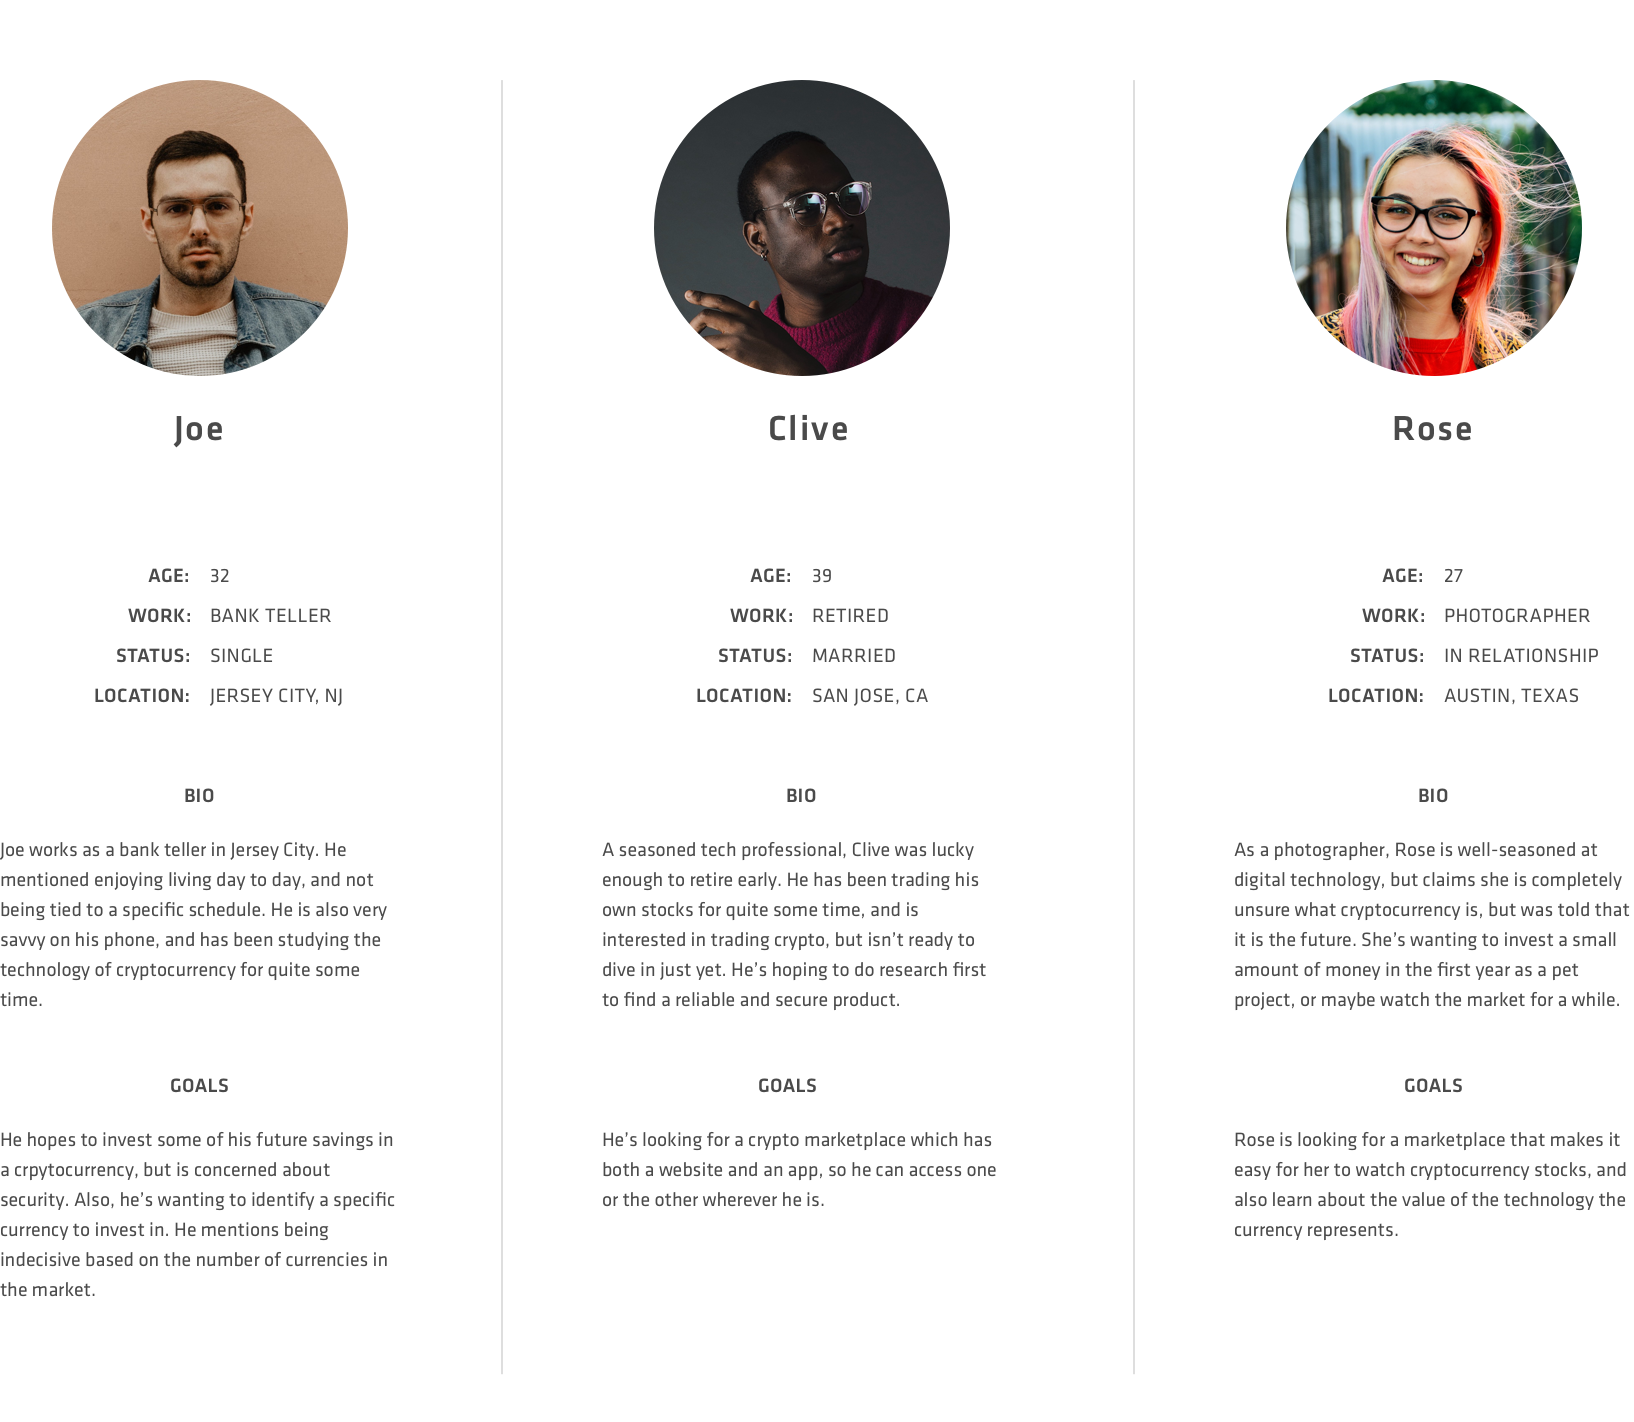 Joe
AGE: 32
WORK: BANK TELLER
STATUS: SINGLE
LOCATION: JERSEY CITY, NJ
BIO
Joe works as a bank teller in Jersey City. He
mentioned enjoying living day to day, and not
being tied to a specific schedule. He is also very
savvy on his phone, and has been studying the
technology of cryptocurrency for quite some
time.
GOALS
He hopes to invest some of his future savings in
a crpytocurrency, but is concerned about
security. Also, he’s wanting to identify a specific
currency to invest in. He mentions being
indecisive based on the number of currencies in
the market.
Clive
AGE: 39
WORK: RETIRED
STATUS: MARRIED
LOCATION: SAN JOSE, CA
BIO
A seasoned tech professional, Clive was lucky
enough to retire early. He has been trading his
own stocks for quite some time, and is
interested in trading crypto, but isn’t ready to
dive in just yet. He’s hoping to do research first
to find a reliable and secure product.
GOALS
He’s looking for a crypto marketplace which has
both a website and an app, so he can access one
or the other wherever he is.
Rose
AGE: 27
WORK: PHOTOGRAPHER
STATUS: IN RELATIONSHIP
LOCATION: AUSTIN, TEXAS
BIO
As a photographer, Rose is well-seasoned at
digital technology, but claims she is completely
unsure what cryptocurrency is, but was told that
it is the future. She’s wanting to invest a small
amount of money in the first year as a pet
project, or maybe watch the market for a while.
GOALS
Rose is looking for a marketplace that makes it
easy for her to watch cryptocurrency stocks, and
also learn about the value of the technology the
currency represents.